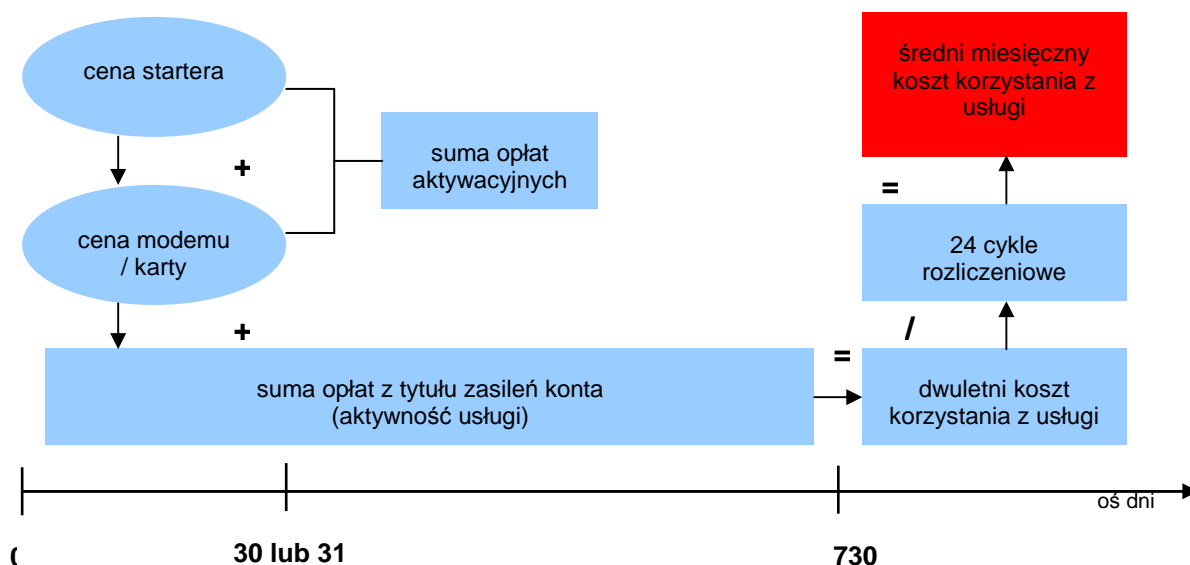 cena startera
+
suma opłat
aktywacyjnych
cena modemu
/ karty
+
suma opłat z tytułu zasileń konta
(aktywność usługi)
=
dwuletni koszt
korzystania z usługi
/
24 cykle
rozliczeniowe
=
średni miesięczny
koszt korzystania z
usługi
oś dni
30 lub 31
730